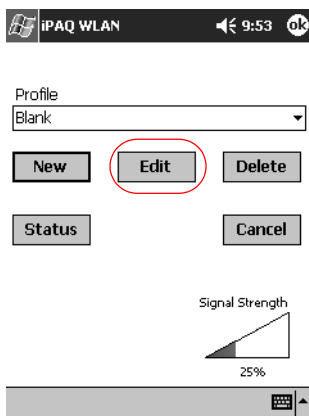 iPAQ WLAN 9:53 ok
Profile
Blank
New Edit Delete
Status Cancel
Signal Strength
25%